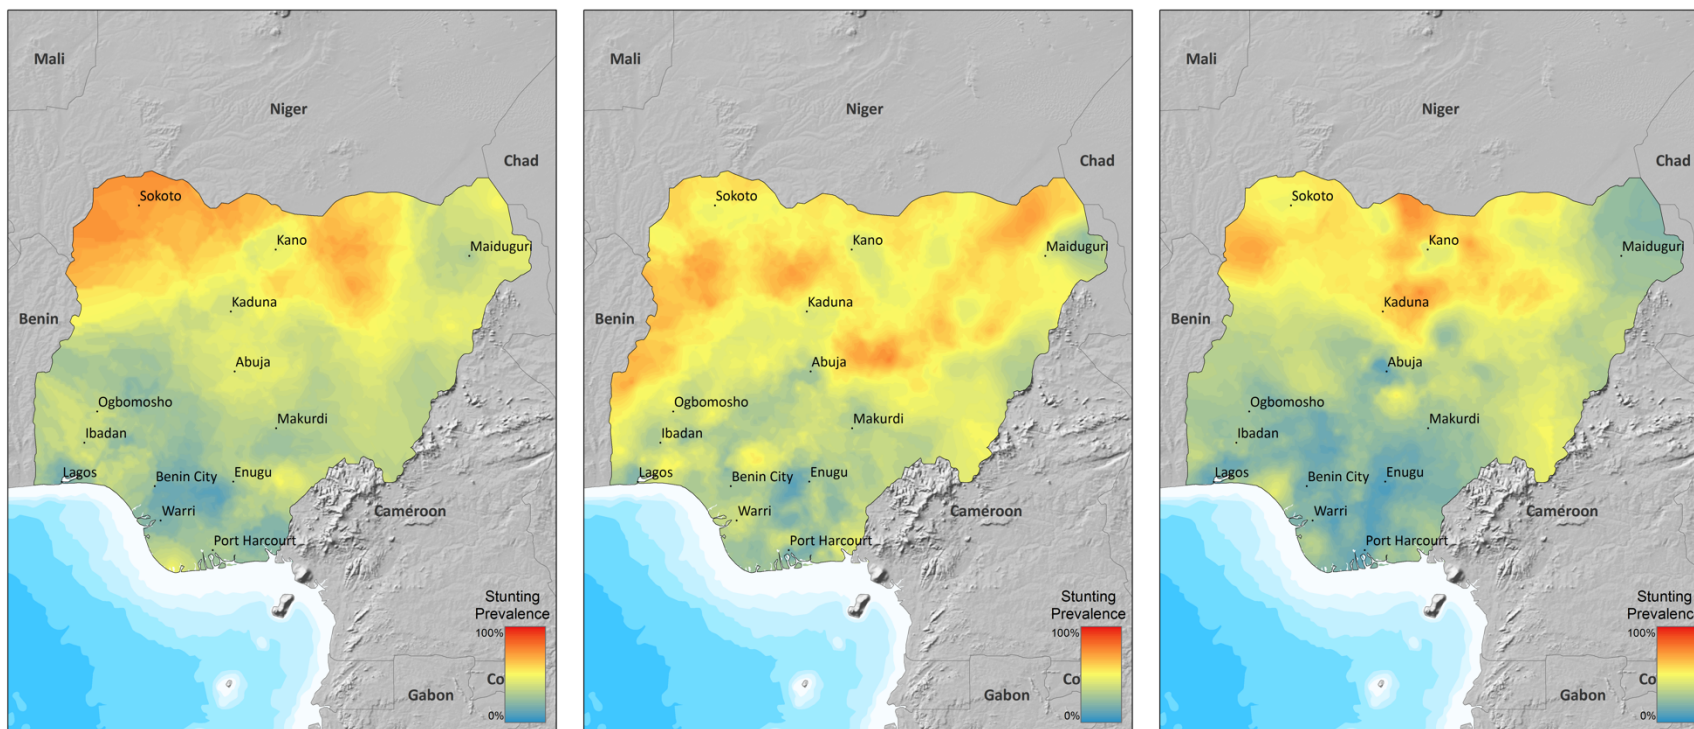 Mali
Niger
Chad
Sokoto
Kano
Maiduguri
Kaduna
Benin
Abuja
Ogbomosho
Makurdi
Ibadan
Lagos
Benin City
Enugu
Warri
Cameroon
Port Harcourt
Stunting
Prevalence
100%
Co
0%
Gabon
Mali
Niger
Chad
Sokoto
Kano
Maiduguri
Kaduna
Benin
Abuja
Ogbomosho
Makurdi
Ibadan
Lagos
Benin City
Enugu
Warri
Cameroon
Port Harcourt
Stunting
Prevalence
100%
Co
0%
Gabon
Mali
Niger
Chad
Sokoto
Kano
Maiduguri
Kaduna
Benin
Abuja
Ogbomosho
Makurdi
Ibadan
Lagos
Benin City
Enugu
Warri
Cameroon
Port Harcourt
Stunting
Prevalence
100%
Co
0%
Gabon